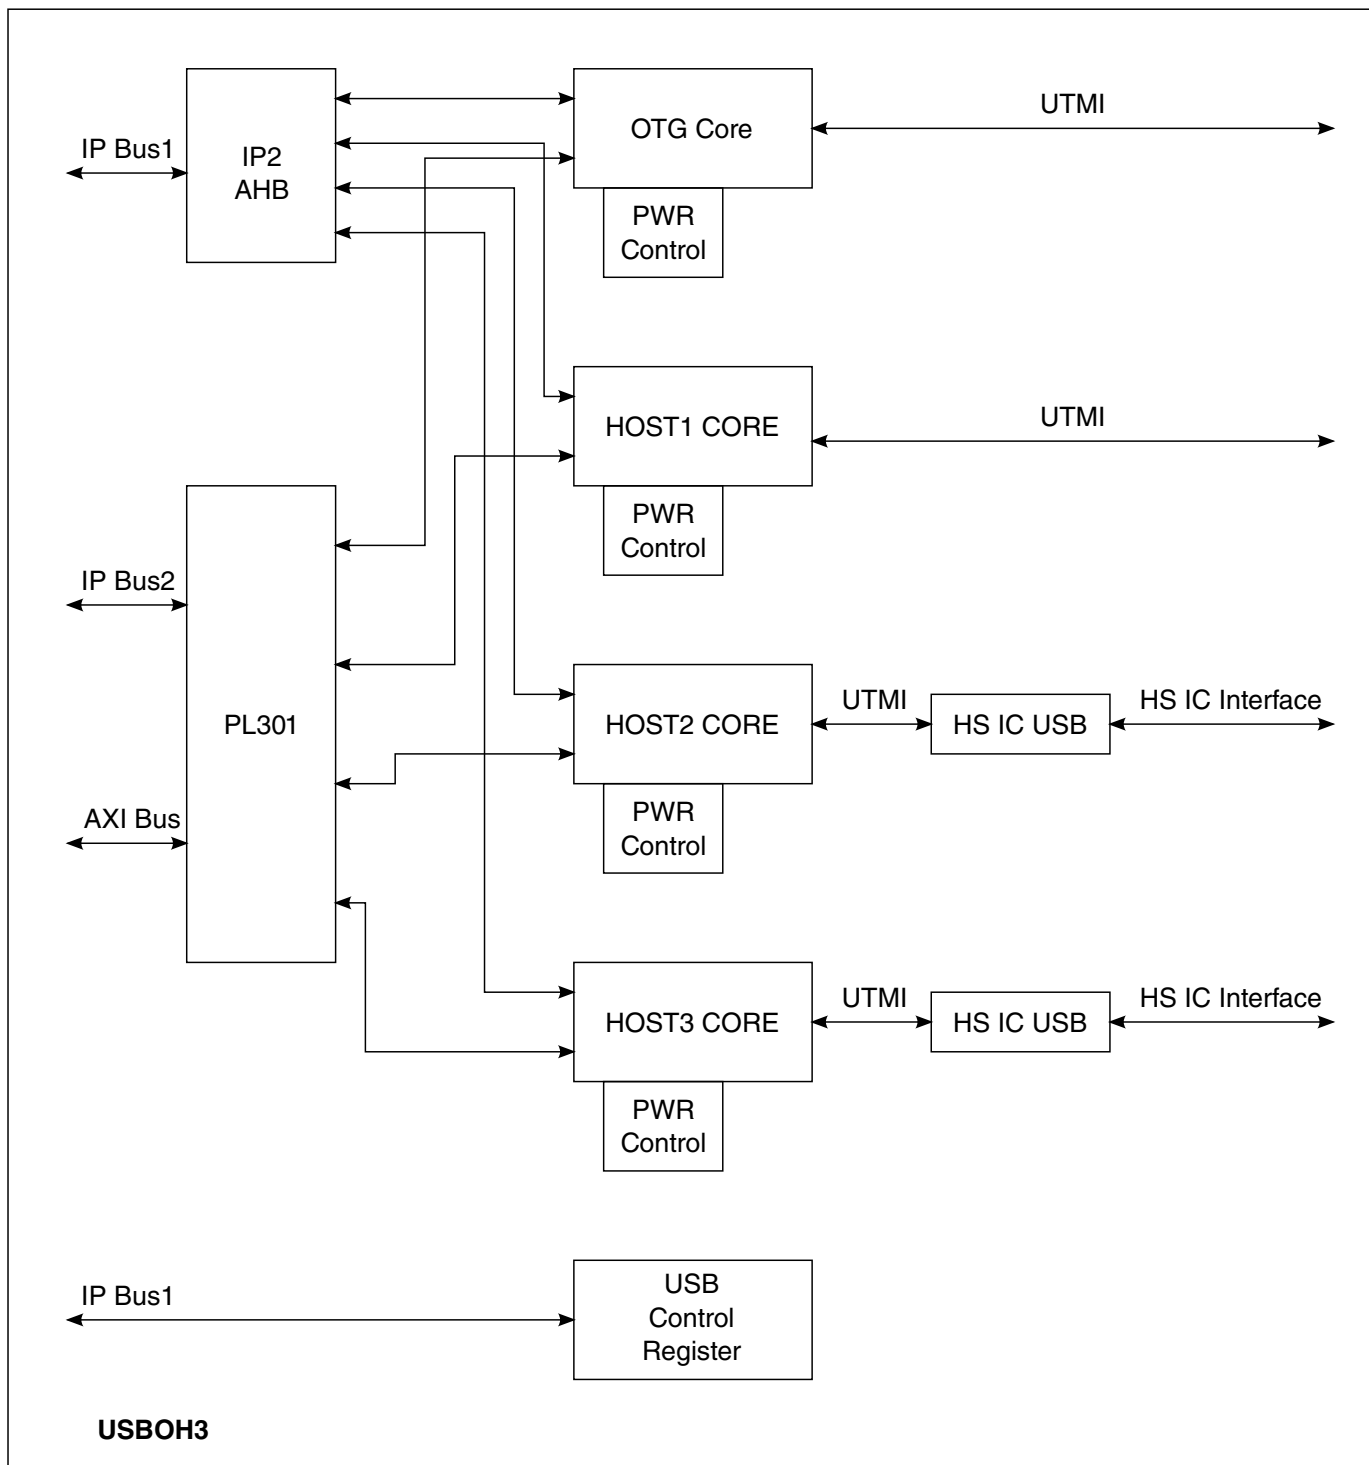 IP Bus1
IP2
AHB
OTG Core
UTMI
PWR
Control
HOST1 CORE
UTMI
PWR
Control
IP Bus2
PL301
AXI Bus
HOST2 CORE
UTMI
HS IC USB
HS IC Interface
PWR
Control
HOST3 CORE
UTMI
HS IC USB
HS IC Interface
PWR
Control
IP Bus1
USB
Control
Register
USBOH3